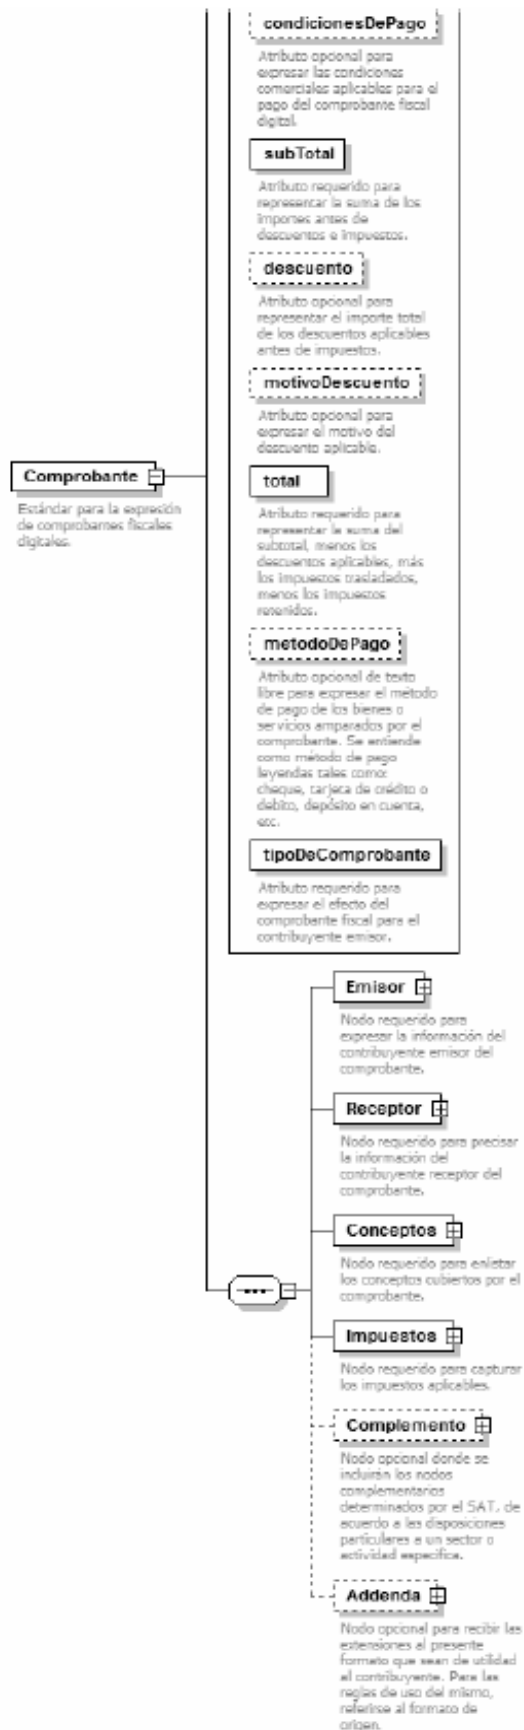 condicionesDePago
Atributo opcional para
expresar las condiciones
comerciales aplicables para el
pago del comprobante fiscal
digital.
subTotal
Atributo requerido para
representar la suma de los
importes antes de
descuentos e impuestos.
descuento
Atributo opcional para
representar el importe total
de los descuentos aplicables
antes de impuestos.
motivoDescuento
Atributo opcional para
expresar el motivo del
descuento aplicable.
Comprobante
Estándar para la expresión
de comprobantes fiscales
digitales.
total
Atributo requerido para
representar la suma del
subtotal, menos los
descuentos aplicables, más
los impuestos trasladados,
menos los impuestos
retenidos.
metodoDePago
Atributo opcional de texto
libre para expresar el método
de pago de los bienes o
servicios amparados por el
comprobante. Se entiende
como método de pago
leyendas tales como:
cheque, tarjeta de crédito o
debito, depósito en cuenta,
etc.
tipoDeComprobante
Atributo requerido para
expresar el efecto del
comprobante fiscal para el
contribuyente emisor.
Emisor
Nodo requerido para
expresar la información del
contribuyente emisor del
comprobante.
Receptor
Nodo requerido para precisar
la información del
contribuyente receptor del
comprobante.
Conceptos
Nodo requerido para enlistar
los conceptos cubiertos por el
comprobante.
Impuestos
Nodo requerido para capturar
los impuestos aplicables.
Complemento
Nodo opcional donde se
incluirán los nodos
complementarios
determinados por el SAT, de
acuerdo a las disposiciones
particulares a un sector o
actividad especifica.
Addenda
Nodo opcional para recibir las
extensiones al presente
formato que sean de utilidad
al contribuyente. Para las
reglas de uso del mismo,
referirse al formato de
origen.